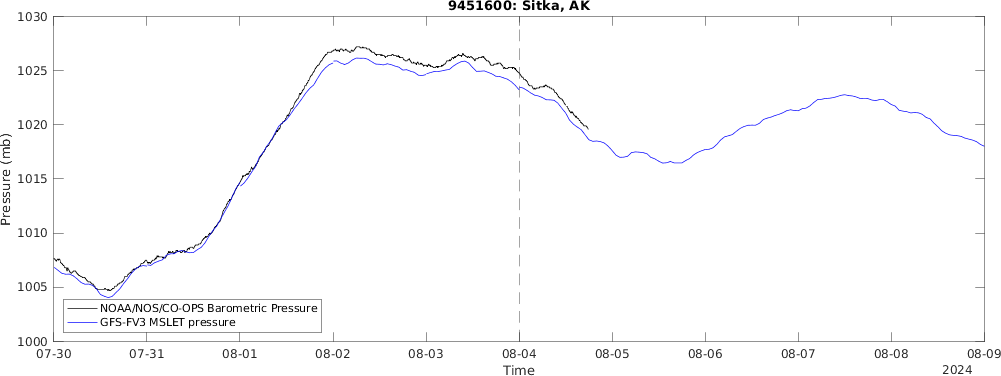 9451600: Sitka, AK
Pressure (mb)
1030
1025
1020
1015
1010
1005
1000
NOAA/NOS/CO-OPS Barometric Pressure
GFS-FV3 MSLET pressure
07-30 07-31 08-01 08-02 08-03 08-04 08-05 08-06 08-07 08-08 08-09
Time
2024